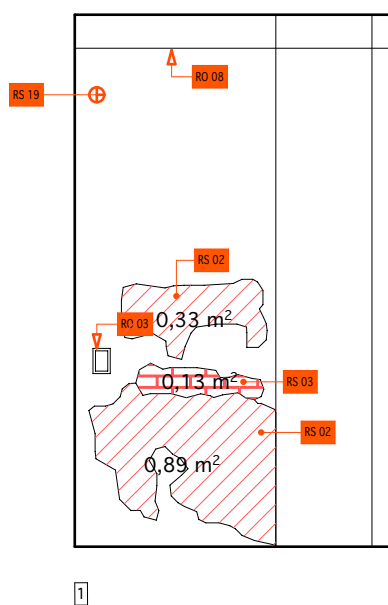 RO 08
RS 19
RS 02
RO 03
0,33 m²
0,13 m²
RS 03
RS 02
0,89 m²
1